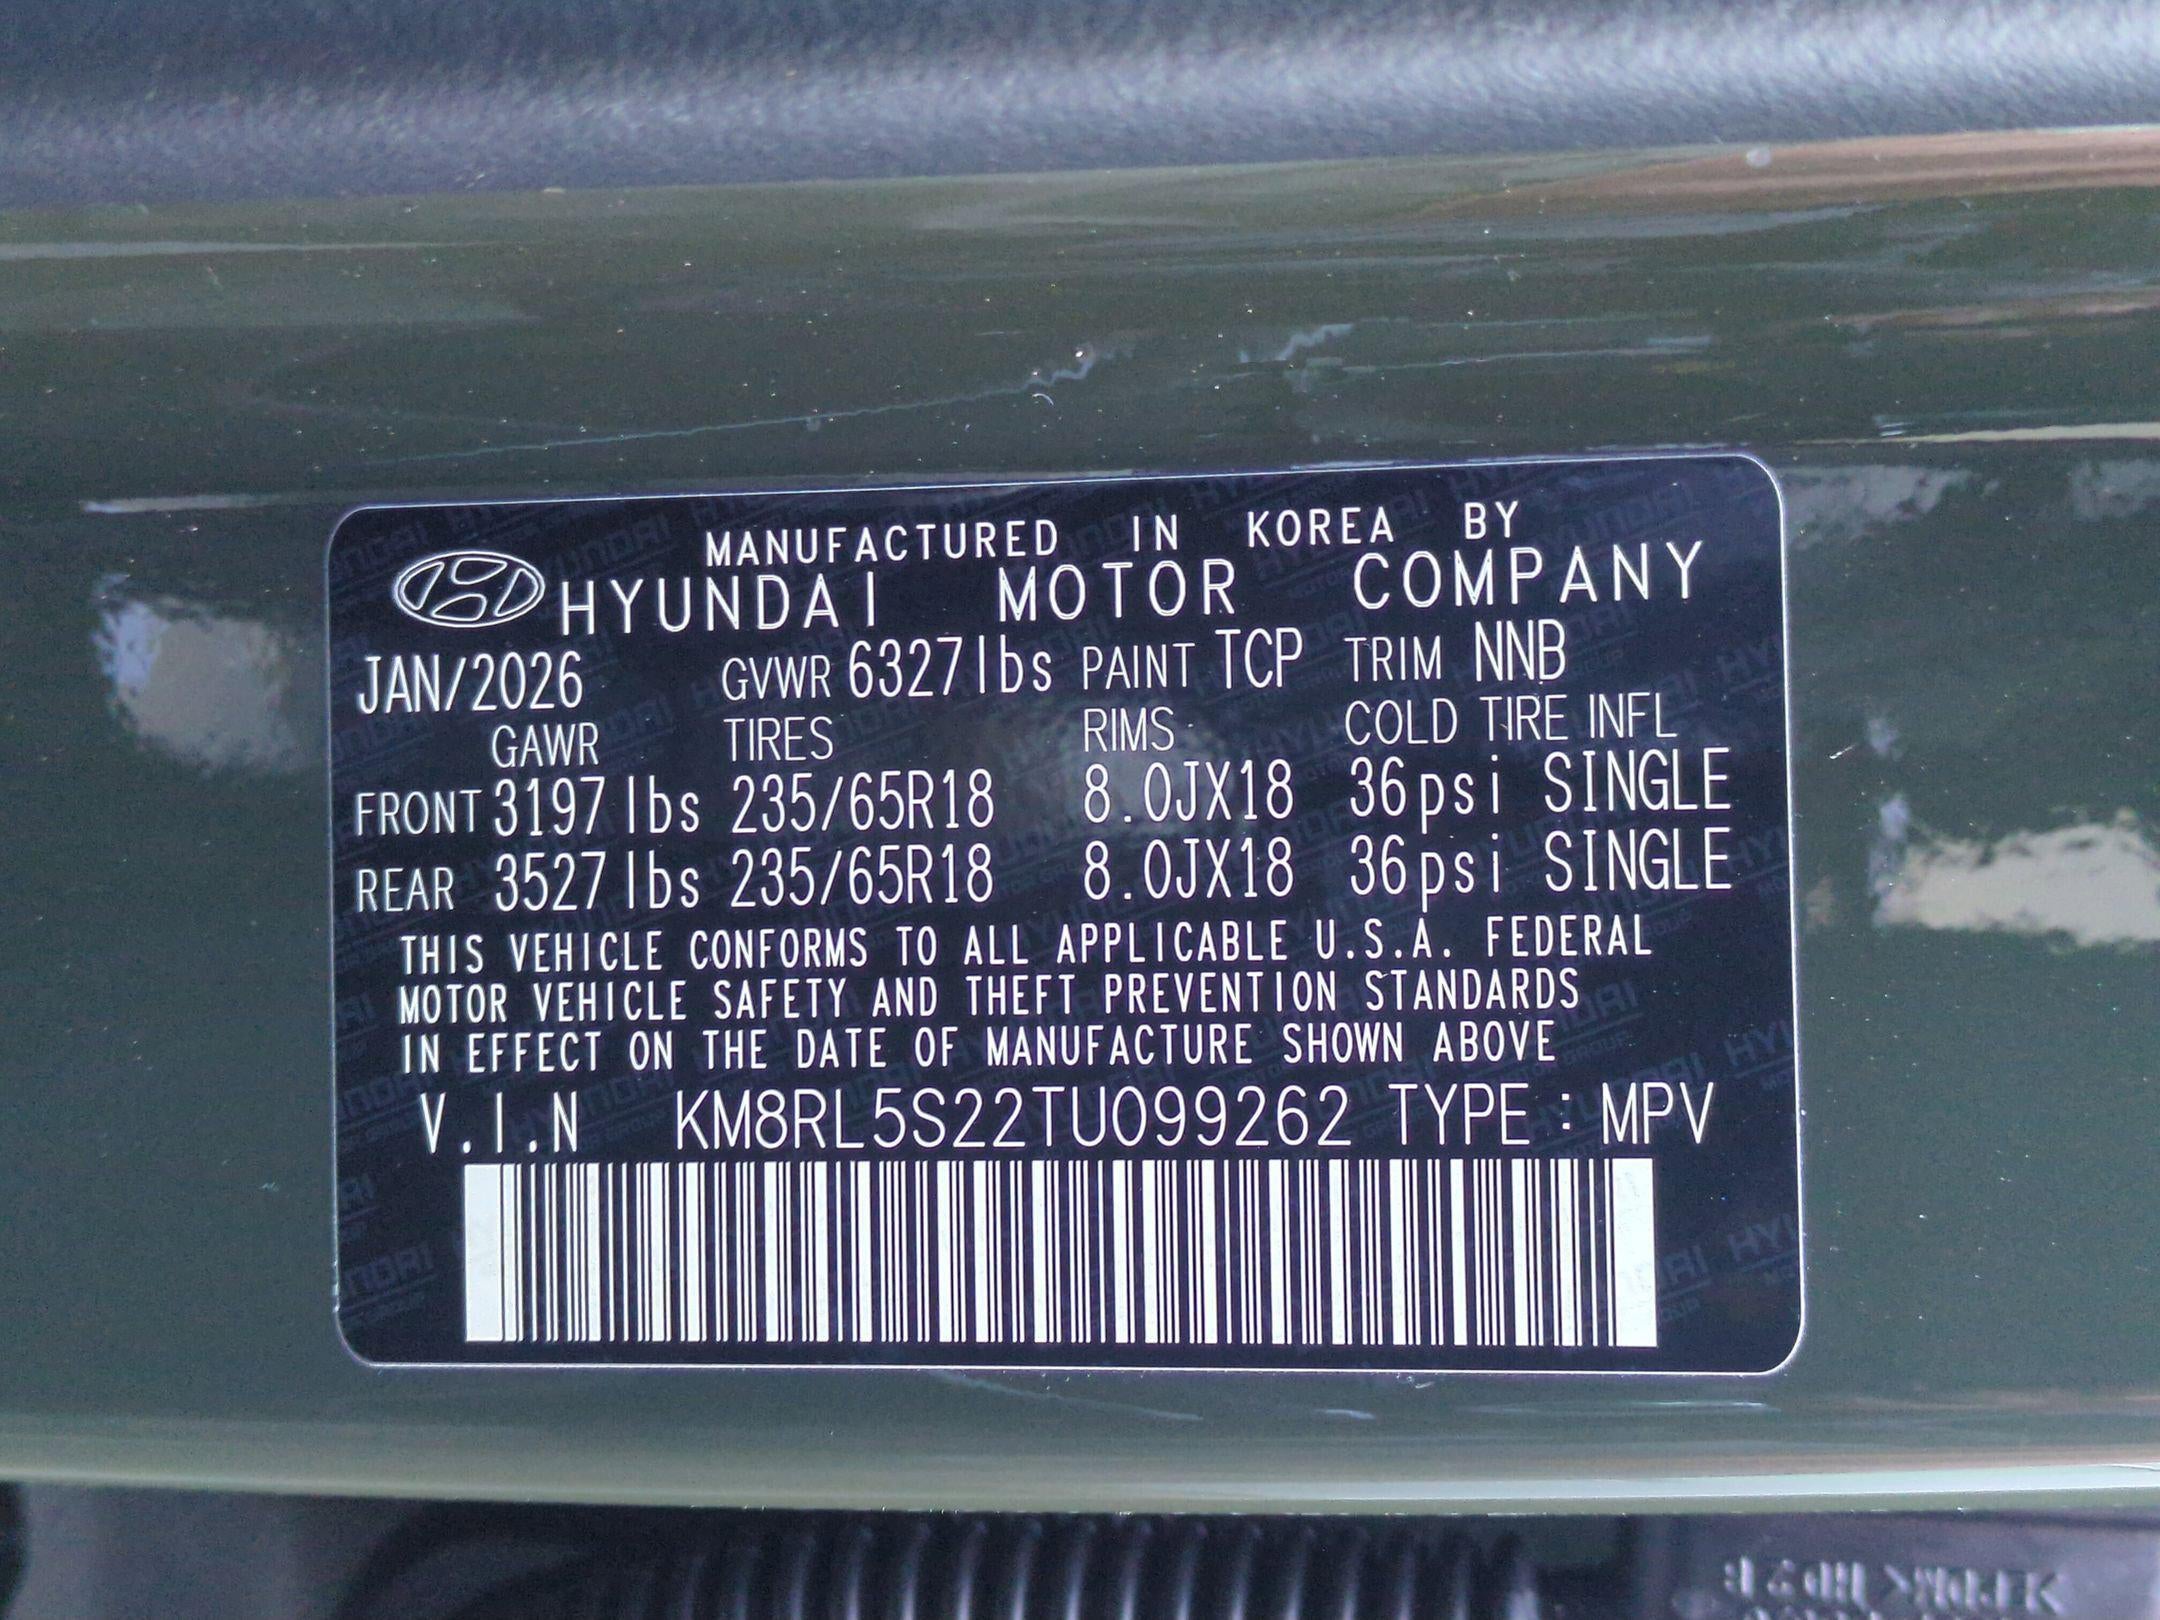 MANUFACTURED IN KOREA BY
HYUNDAI MOTOR COMPANY
JAN/2026 GVWR 6327lbs PAINT TCP TRIM NNB
GAWR TIRES RIMS COLD TIRE INFL
FRONT 3197lbs 235/65R18 8.0JX18 36psi SINGLE
REAR 3527lbs 235/65R18 8.0JX18 36psi SINGLE
THIS VEHICLE CONFORMS TO ALL APPLICABLE U.S.A. FEDERAL
MOTOR VEHICLE SAFETY AND THEFT PREVENTION STANDARDS
IN EFFECT ON THE DATE OF MANUFACTURE SHOWN ABOVE
V.I.N KM8RL5S22TU099262 TYPE : MPV